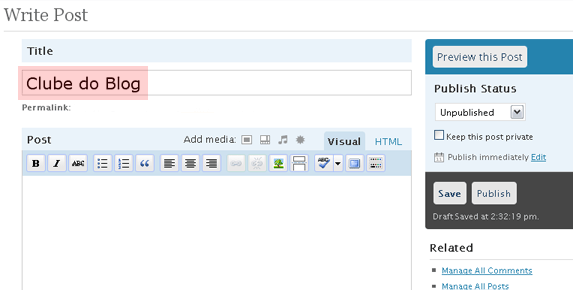 Write Post
Title
Clube do Blog
Permalink:
Post
Add media:
Visual
HTML
B I ABC
ABC
Preview this Post
Publish Status
Unpublished
Keep this post private
Publish immediately Edit
Save
Publish
Draft Saved at 2:32:19 pm.
Related
Manage All Comments
Manage All Posts